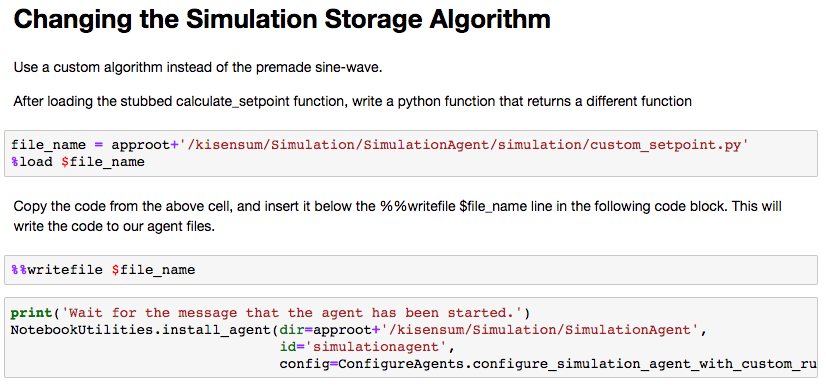 Changing the Simulation Storage Algorithm
Use a custom algorithm instead of the premade sine-wave.
After loading the stubbed calculate_setpoint function, write a python function that returns a different function
file_name = approot+'/kisensum/Simulation/SimulationAgent/simulation/custom_setpoint.py'
%load $file_name
Copy the code from the above cell, and insert it below the %%writefile $file_name line in the following code block. This will
write the code to our agent files.
%%writefile $file_name
print('Wait for the message that the agent has been started.')
NotebookUtilities.install_agent(dir=approot+'/kisensum/Simulation/SimulationAgent',
id='simulationagent',
config=ConfigureAgents.configure_simulation_agent_with_custom_ru